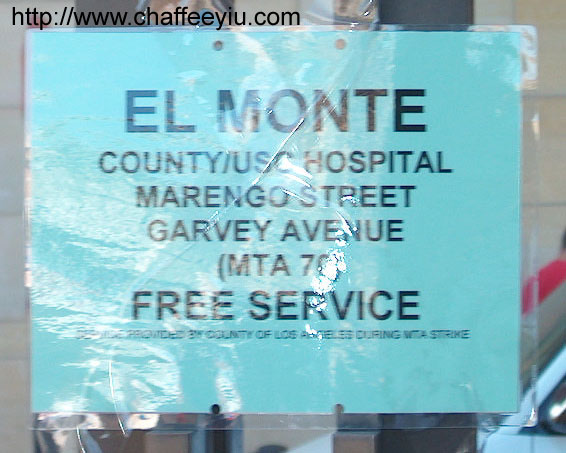 http://www.chaffeeyiu.com
EL MONTE
COUNTY/USC HOSPITAL
MARENGO STREET
GARVEY AVENUE
(MTA
FREE SERVICE
SERVICE PROVIDED BY COUNTY OF LOS ANGELES DURING MTA STRIKE